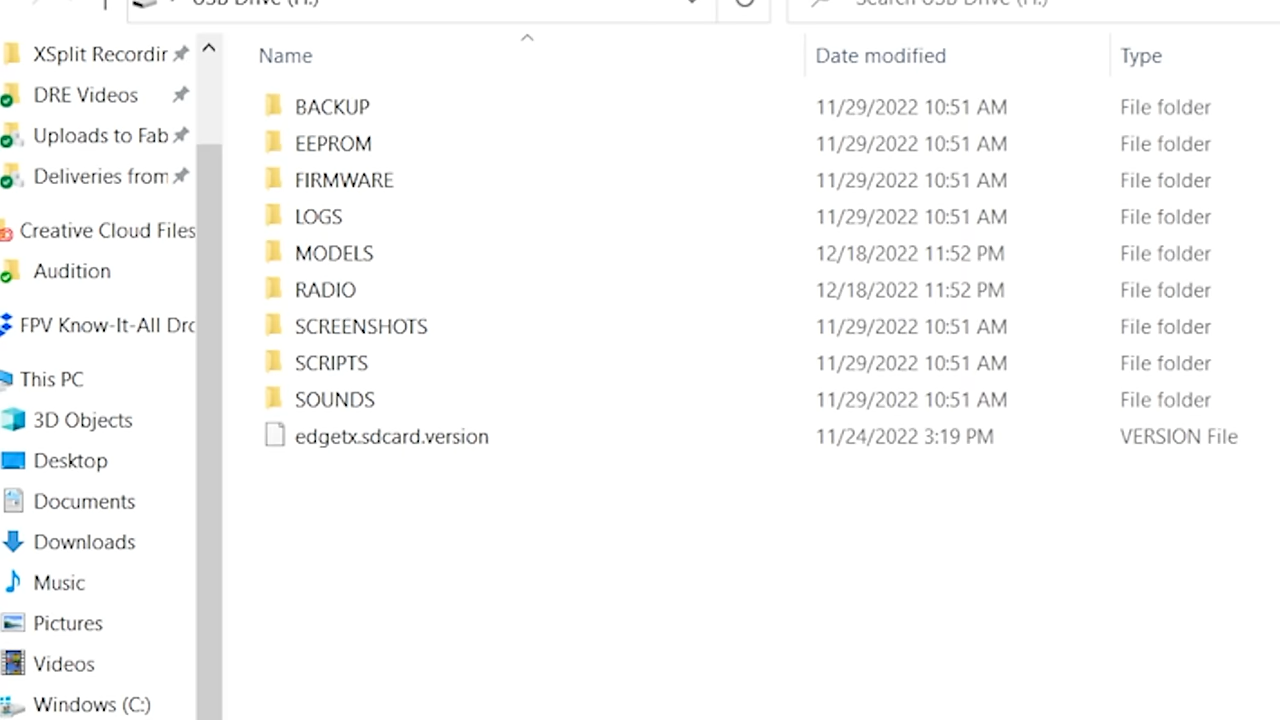 USB Drive (H:)
Search USB Drive (H:)
XSplit Recordir
DRE Videos
Uploads to Fab
Deliveries from
Creative Cloud Files
Audition
FPV Know-It-All Drc
This PC
3D Objects
Desktop
Documents
Downloads
Music
Pictures
Videos
Windows (C:)
Name Date modified Type
BACKUP 11/29/2022 10:51 AM File folder
EEPROM 11/29/2022 10:51 AM File folder
FIRMWARE 11/29/2022 10:51 AM File folder
LOGS 11/29/2022 10:51 AM File folder
MODELS 12/18/2022 11:52 PM File folder
RADIO 12/18/2022 11:52 PM File folder
SCREENSHOTS 11/29/2022 10:51 AM File folder
SCRIPTS 11/29/2022 10:51 AM File folder
SOUNDS 11/29/2022 10:51 AM File folder
edgetx.sdcard.version 11/24/2022 3:19 PM VERSION File